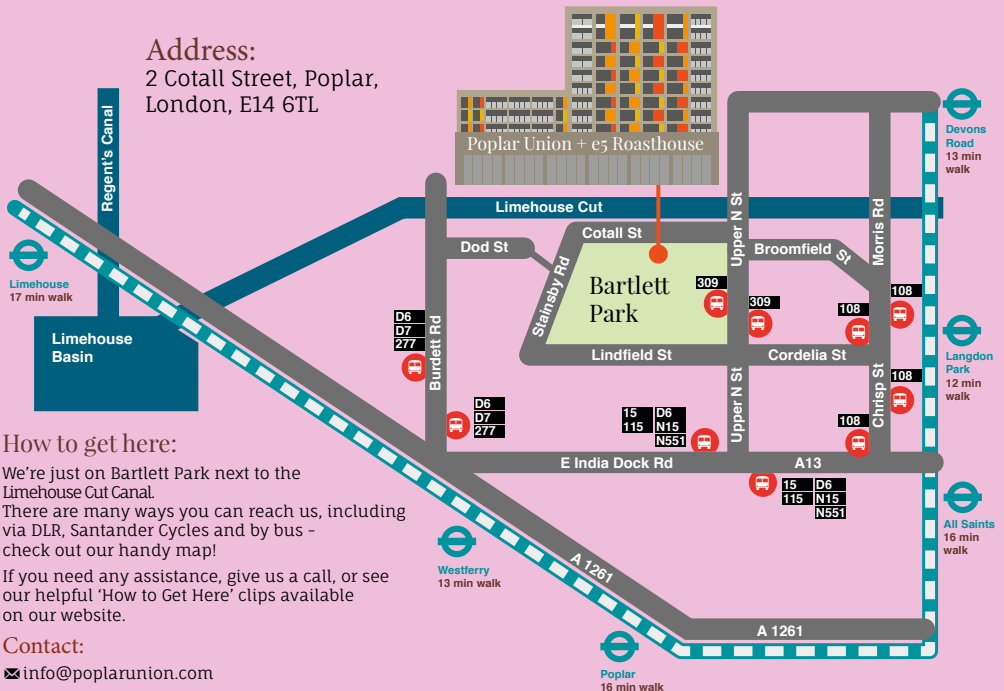 Address:
2 Cotall Street, Poplar,
London, E14 6TL
Poplar Union + e5 Roasthouse
Regent's Canal
Limehouse Cut
Devons
Road
13 min
walk
Limehouse
17 min walk
Limehouse
Basin
Dod St
Cotall St
Stainsby Rd
Bartlett
Park
Upper N St
Broomfield St
Morris Rd
309
309
108
108
D6
D7
277
Burdett Rd
Lindfield St
Cordelia St
Langdon
Park
12 min
walk
D6
D7
277
15 D6
115 N15
N551
Upper N St
Chrisp St
108
108
E India Dock Rd
A13
15 D6
115 N15
N551
All Saints
16 min
walk
How to get here:
We're just on Bartlett Park next to the
Limehouse Cut Canal.
There are many ways you can reach us, including
via DLR, Santander Cycles and by bus -
check out our handy map!
If you need any assistance, give us a call, or see
our helpful 'How to Get Here' clips available
on our website.
Contact:
info@poplarunion.com
Westferry
13 min walk
A 1261
A 1261
Poplar
16 min walk